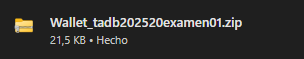 Wallet_tadb202520examen01.zip
21,5 KB • Hecho